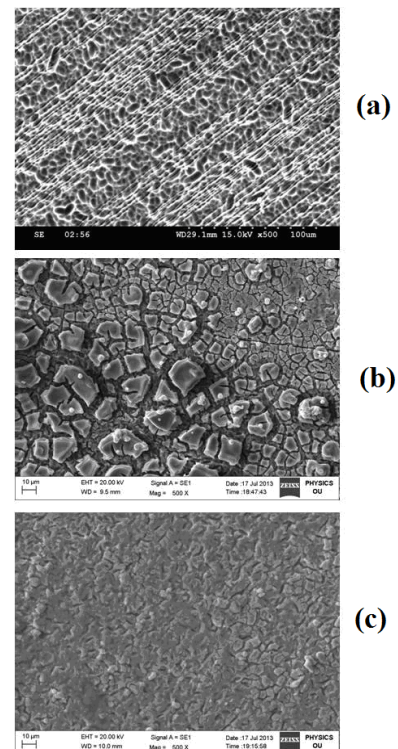 (a)
SE 02:56 WD29.1mm 15.0kV x500 100um
(b)
10 µm EHT = 20.00 kV Signal A = SE1 Date :17 Jul 2013 ZEISS PHYSICS
WD = 9.5 mm Mag = 500 X Time :18:47:43 OU
(c)
10 µm EHT = 20.00 kV Signal A = SE1 Date :17 Jul 2013 ZEISS PHYSICS
WD = 10.0 mm Mag = 500 X Time :19:15:58 OU